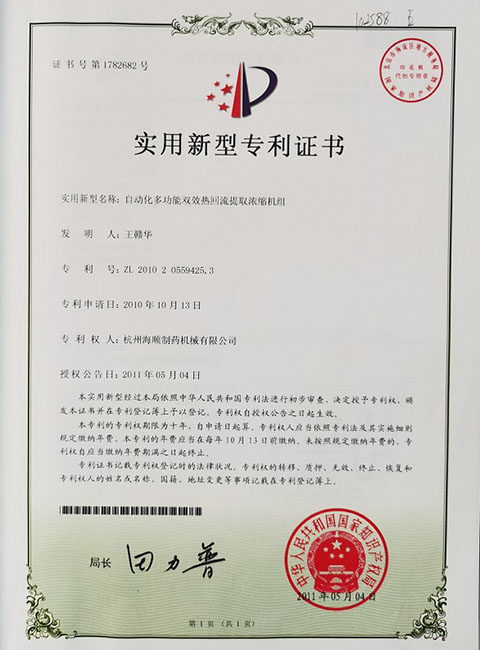 102588
证书号第1782682号
印花税
代扣专用章
实用新型专利证书
实用新型名称：自动化多功能双效热回流提取浓缩机组
发明人：王赣华
专利号：ZL 2010 2 0559425.3
专利申请日：2010年10月13日
专利权人：杭州海顺制药机械有限公司
授权公告日：2011年05月04日
本实用新型经过本局依照中华人民共和国专利法进行初步审查，决定授予专利权，颁
发本证书并在专利登记簿上予以登记。专利权自授权公告之日起生效。
本专利的专利权期限为十年，自申请日起算。专利权人应当依照专利法及其实施细则
规定缴纳年费。本专利的年费应当在每年10月13日前缴纳。未按照规定缴纳年费的，专
利权自应当缴纳年费期满之日起终止。
专利证书记载专利权登记时的法律状况。专利权的转移、质押、无效、终止、恢复和
专利权人的姓名或名称、国籍、地址变更等事项记载在专利登记簿上。
局长 田力普
中华人民共和国国家知识产权局
2011年05月04日
第1页（共1页）